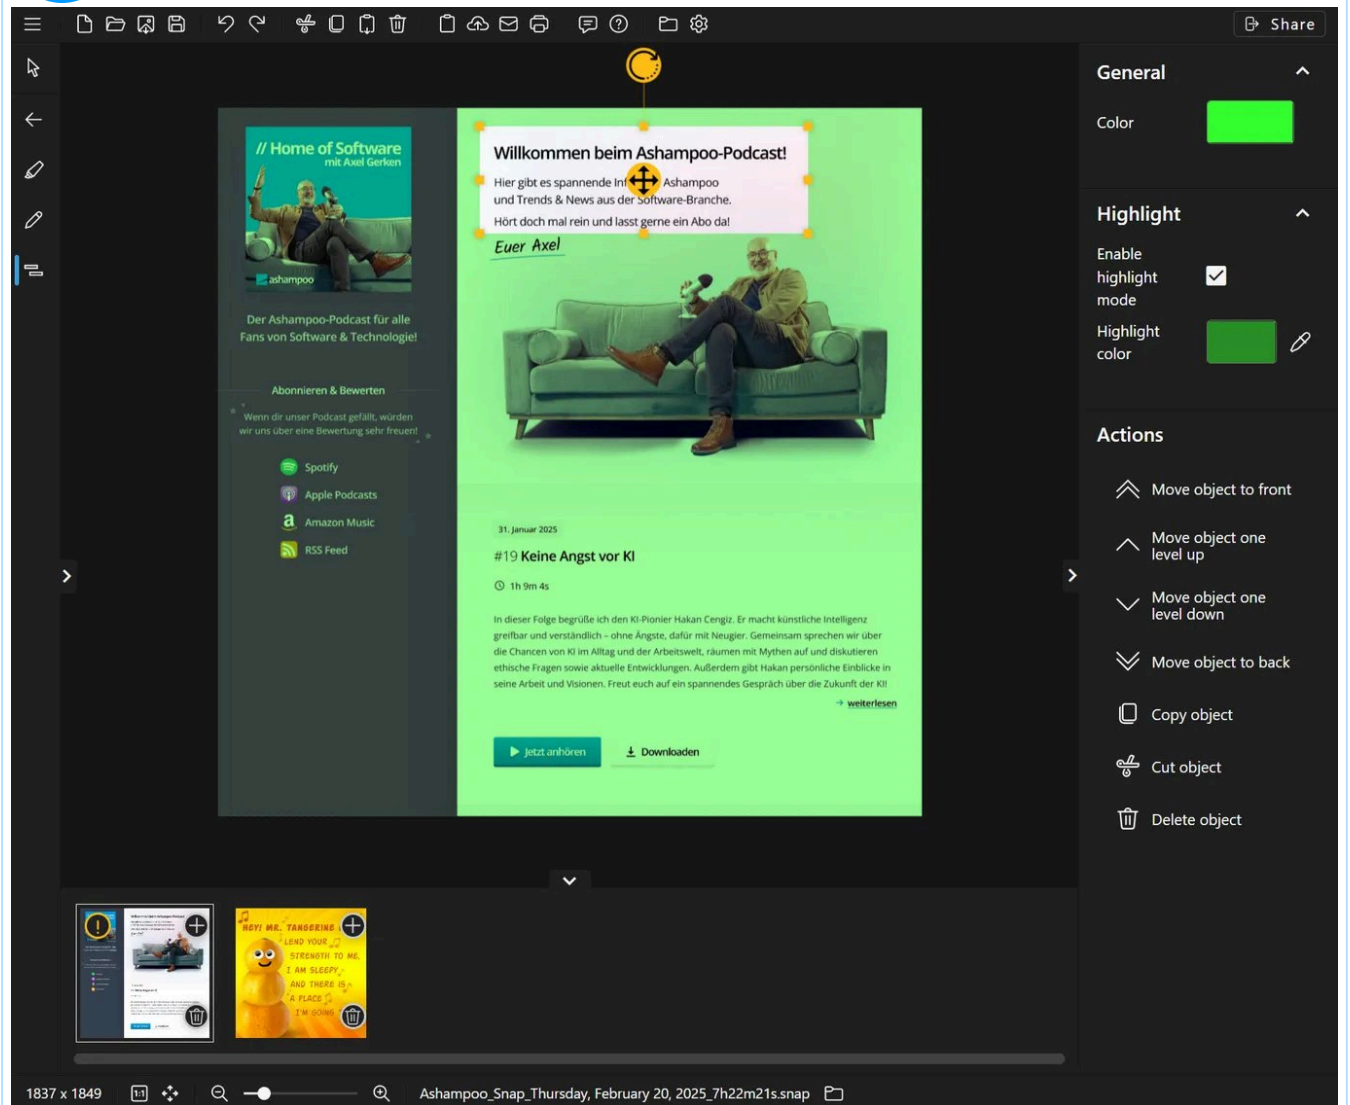 Share
General
Color
Highlight
Enable
highlight
mode
Highlight
color
Actions
Move object to front
Move object one
level up
Move object one
level down
Move object to back
Copy object
Cut object
Delete object
// Home of Software
mit Axel Gerken
ashampoo
Der Ashampoo-Podcast für alle
Fans von Software & Technologie!
Abonnieren & Bewerten
Wenn dir unser Podcast gefällt, würden
wir uns über eine Bewertung sehr freuen!
Spotify
Apple Podcasts
Amazon Music
RSS Feed
Willkommen beim Ashampoo-Podcast!
Hier gibt es spannende Ashampoo
und Trends & News aus der Software-Branche.
Hört doch mal rein und lasst gerne ein Abo da!
Euer Axel
31. Januar 2025
#19 Keine Angst vor KI
1h 9m 4s
In dieser Folge begrüße ich den KI-Pionier Hakan Cengiz. Er macht künstliche Intelligenz
greifbar und verständlich – ohne Ängste, dafür mit Neugier. Gemeinsam sprechen wir über
die Chancen von KI im Alltag und der Arbeitswelt, räumen mit Mythen auf und diskutieren
ethische Fragen sowie aktuelle Entwicklungen. Außerdem gibt Hakan persönliche Einblicke in
seine Arbeit und Visionen. Freut euch auf ein spannendes Gespräch über die Zukunft der KI!
weiterlesen
Jetzt anhören
Downloaden
HEY! MR. TANGERINE
LEND YOUR
STRENGTH TO ME.
I AM SLEEPY
AND THERE IS
A PLACE
I'M GOING
1837 x 1849
1:1
Ashampoo_Snap_Thursday, February 20, 2025_7h22m21s.snap